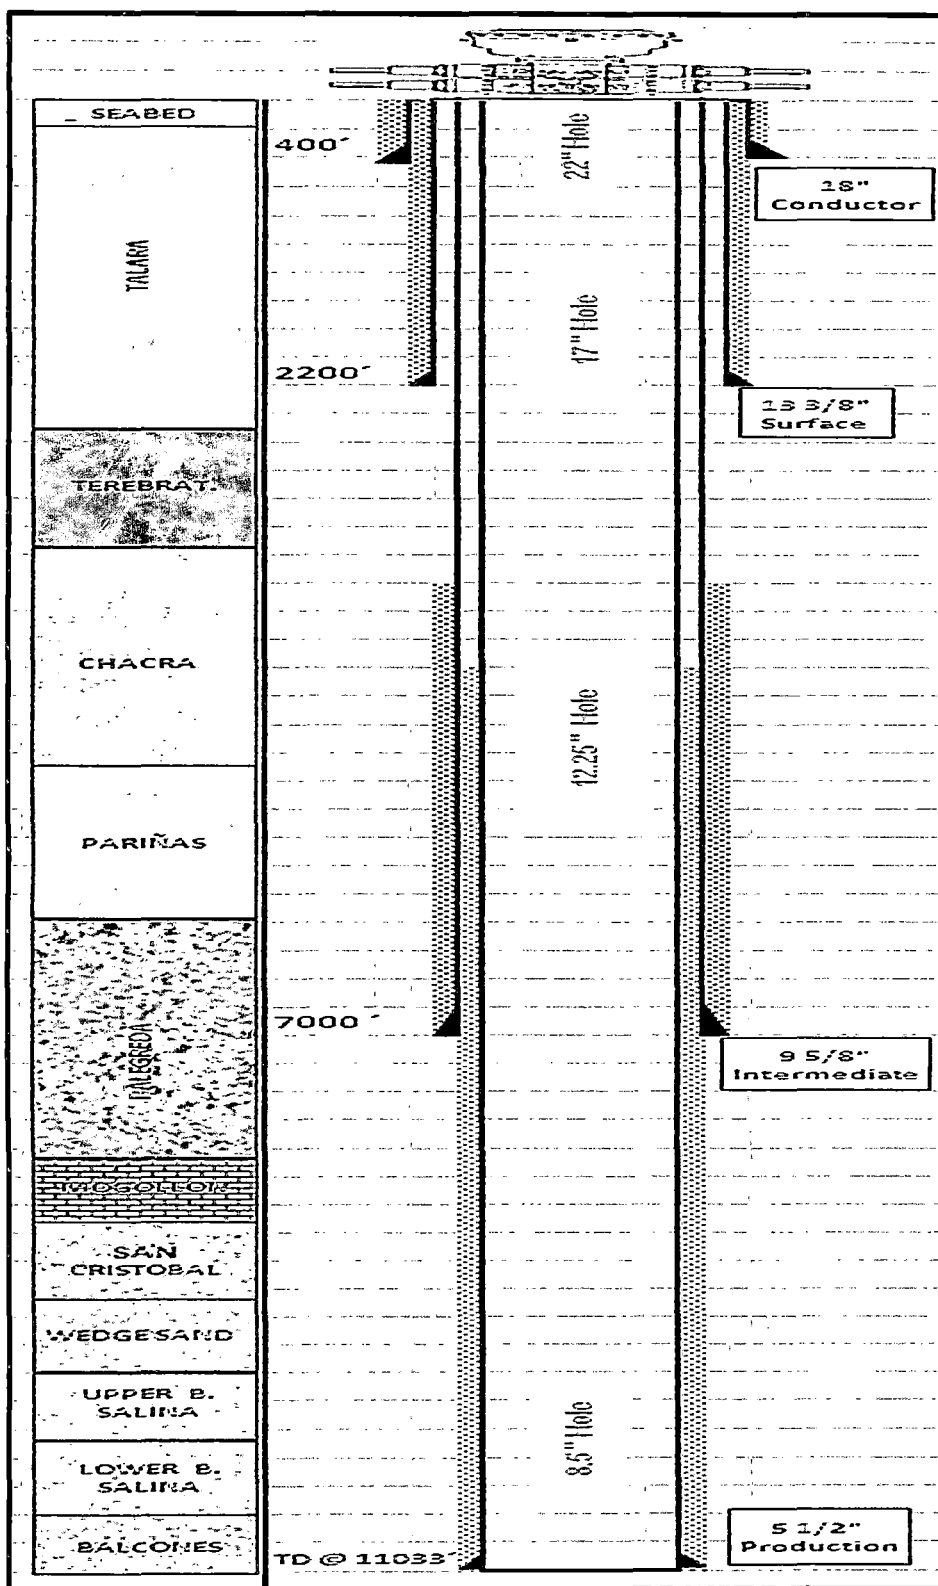 SEABED
400´
22" Hole
18"
Conductor
TALARA
17" Hole
2200´
13 3/8"
Surface
TEREBRAT.
CHACRA
12.25" Hole
PARIÑAS
7000´
9 5/8"
Intermediate
SAN
CRISTOBAL
WEDGESAND
UPPER B.
SALINA
8.5" Hole
LOWER B.
SALINA
BALCONES
TD @ 11033´
5 1/2"
Production